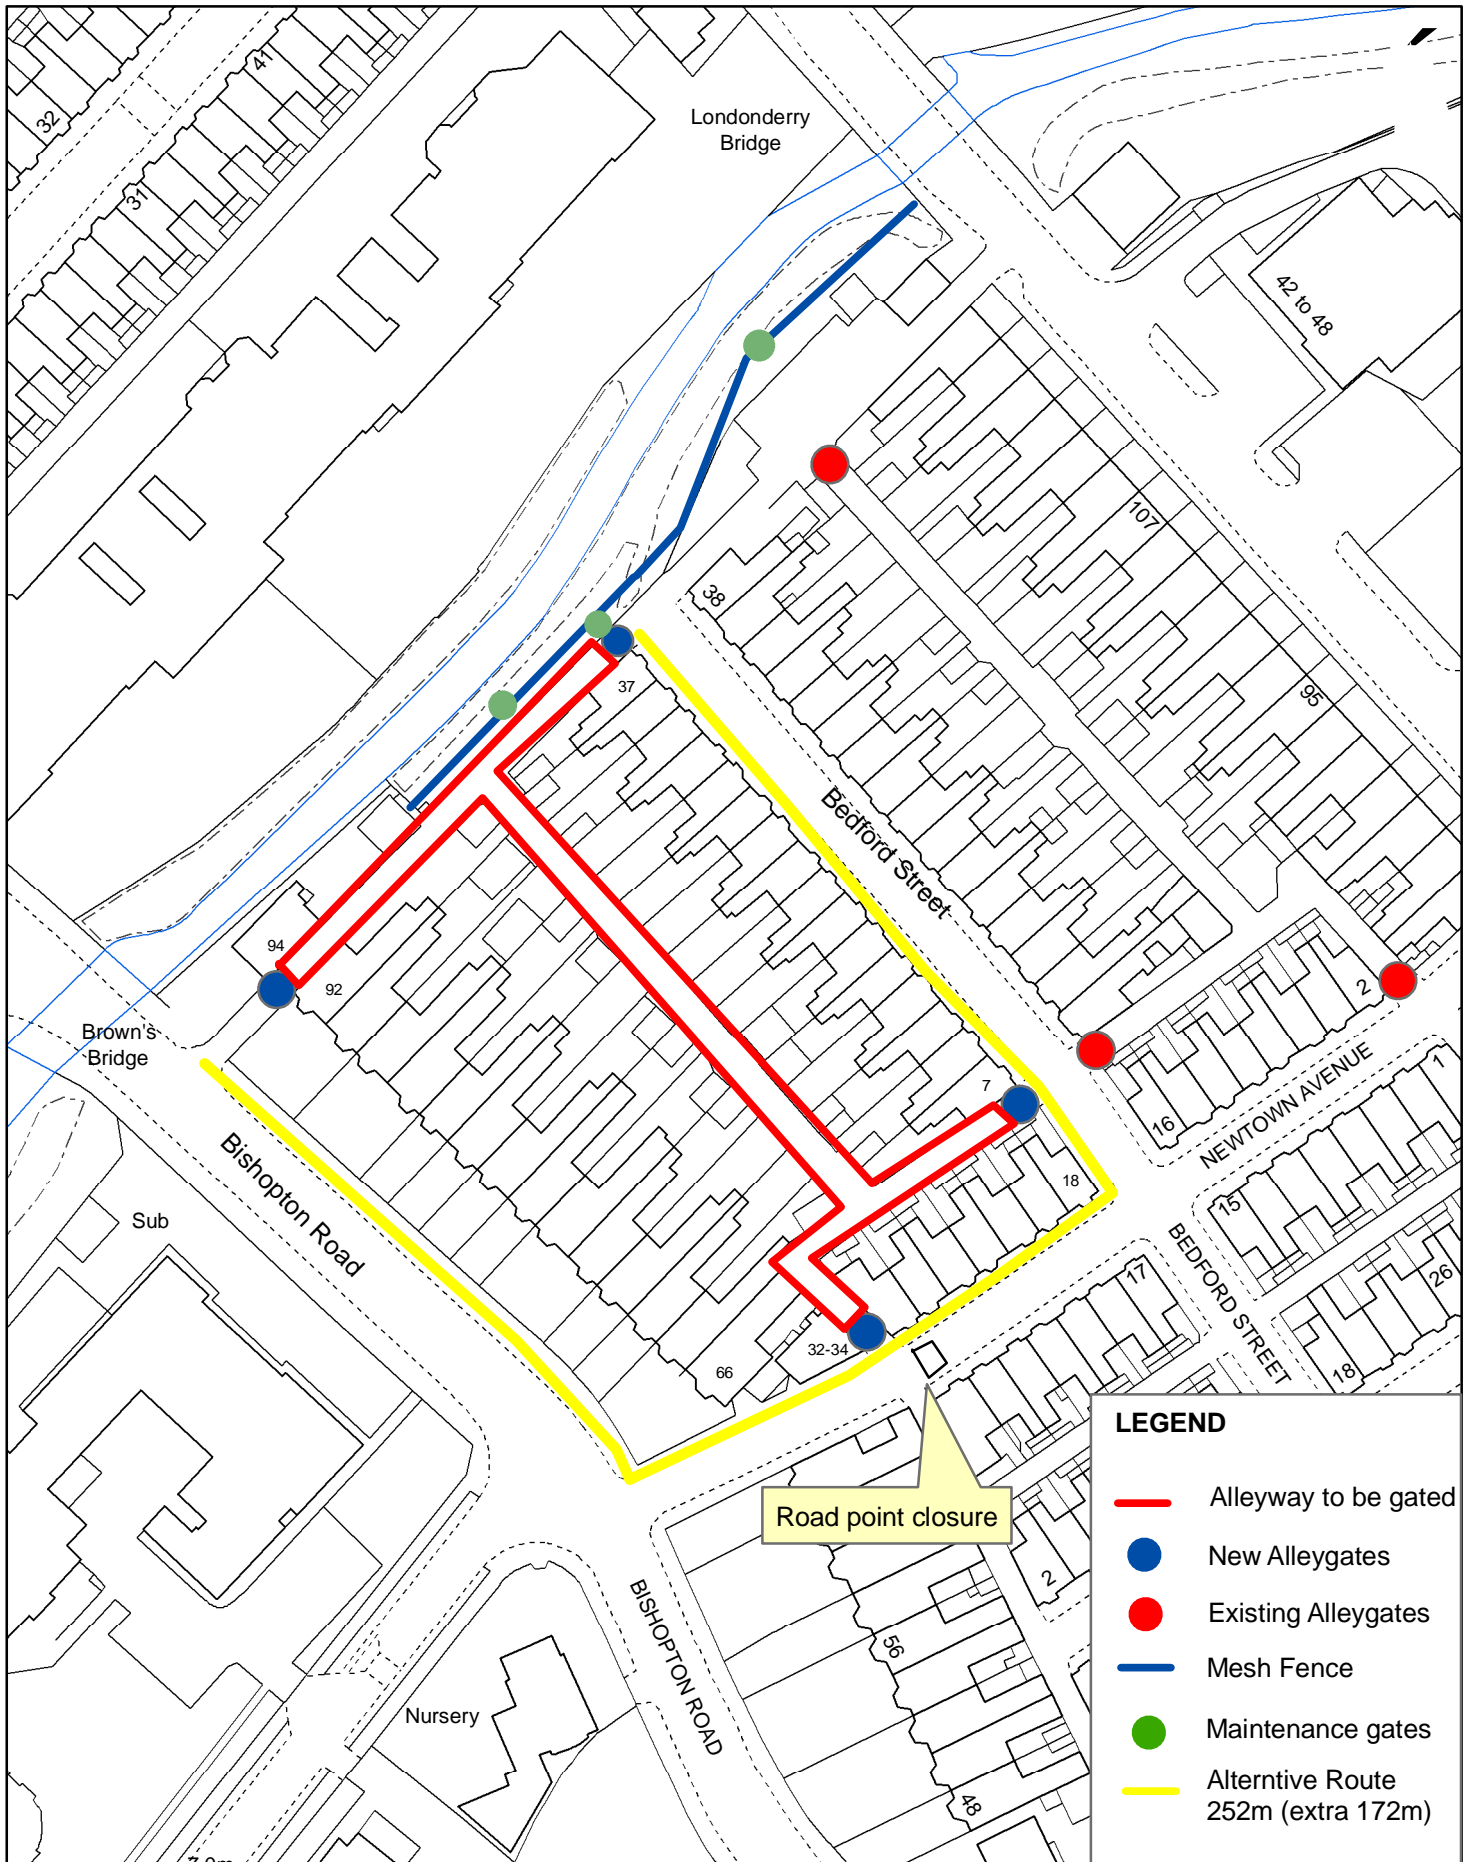 41
32
31
Londonderry
Bridge
42 to 48
107
38
95
37
Bedford Street
94
92
2
Brown's
Bridge
7
16
NEWTOWN AVENUE
1
Bishopton Road
18
15
Sub
BEDFORD STREET
17
26
32-34
66
18
LEGEND
Alleyway to be gated
Road point closure
New Alleygates
2
Existing Alleygates
BISHOPTON ROAD
56
Mesh Fence
Nursery
Maintenance gates
Alterntive Route
252m (extra 172m)
48